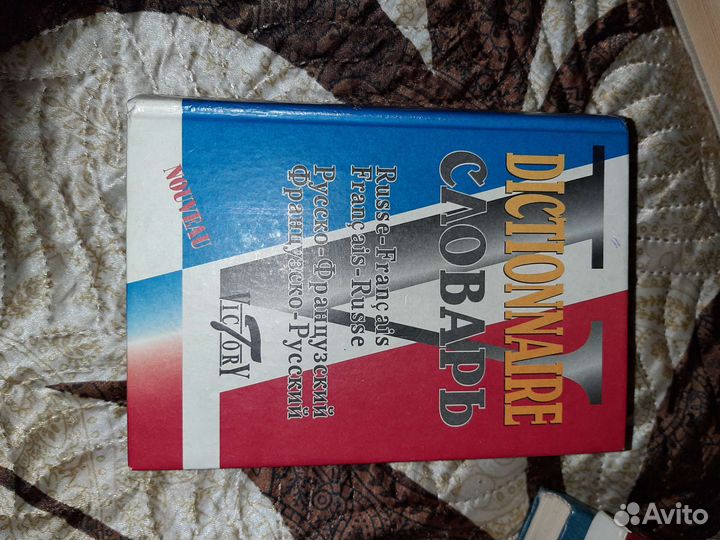 DICTIONNAIRE
СЛОВАРЬ
Russe-Français
Français-Russe
Русско-Французский
Французско-Русский
NOUVEAU
VICTORY
Avito